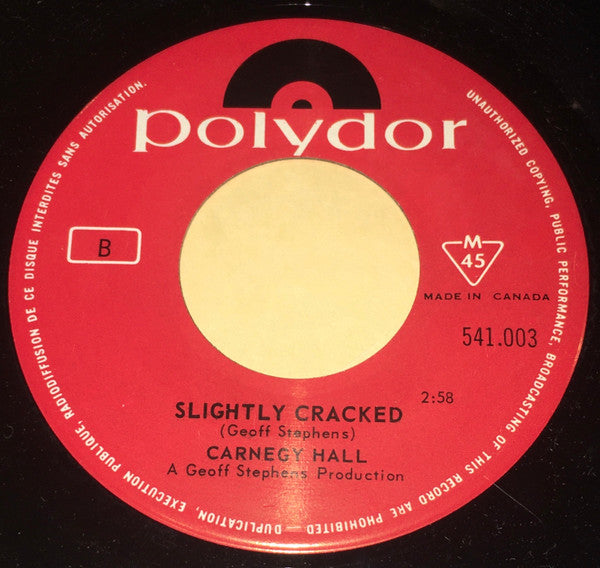 polydor
B
M
45
MADE IN CANADA
541.003
2:58
SLIGHTLY CRACKED
(Geoff Stephens)
CARNEGY HALL
A Geoff Stephens Production
UNAUTHORIZED COPYING, PUBLIC PERFORMANCE, BROADCASTING OF THIS RECORD ARE PROHIBITED — DUPLICATION, EXECUTION PUBLIQUE, RADIODIFFUSION DE CE DISQUE INTERDITES SANS AUTORISATION.